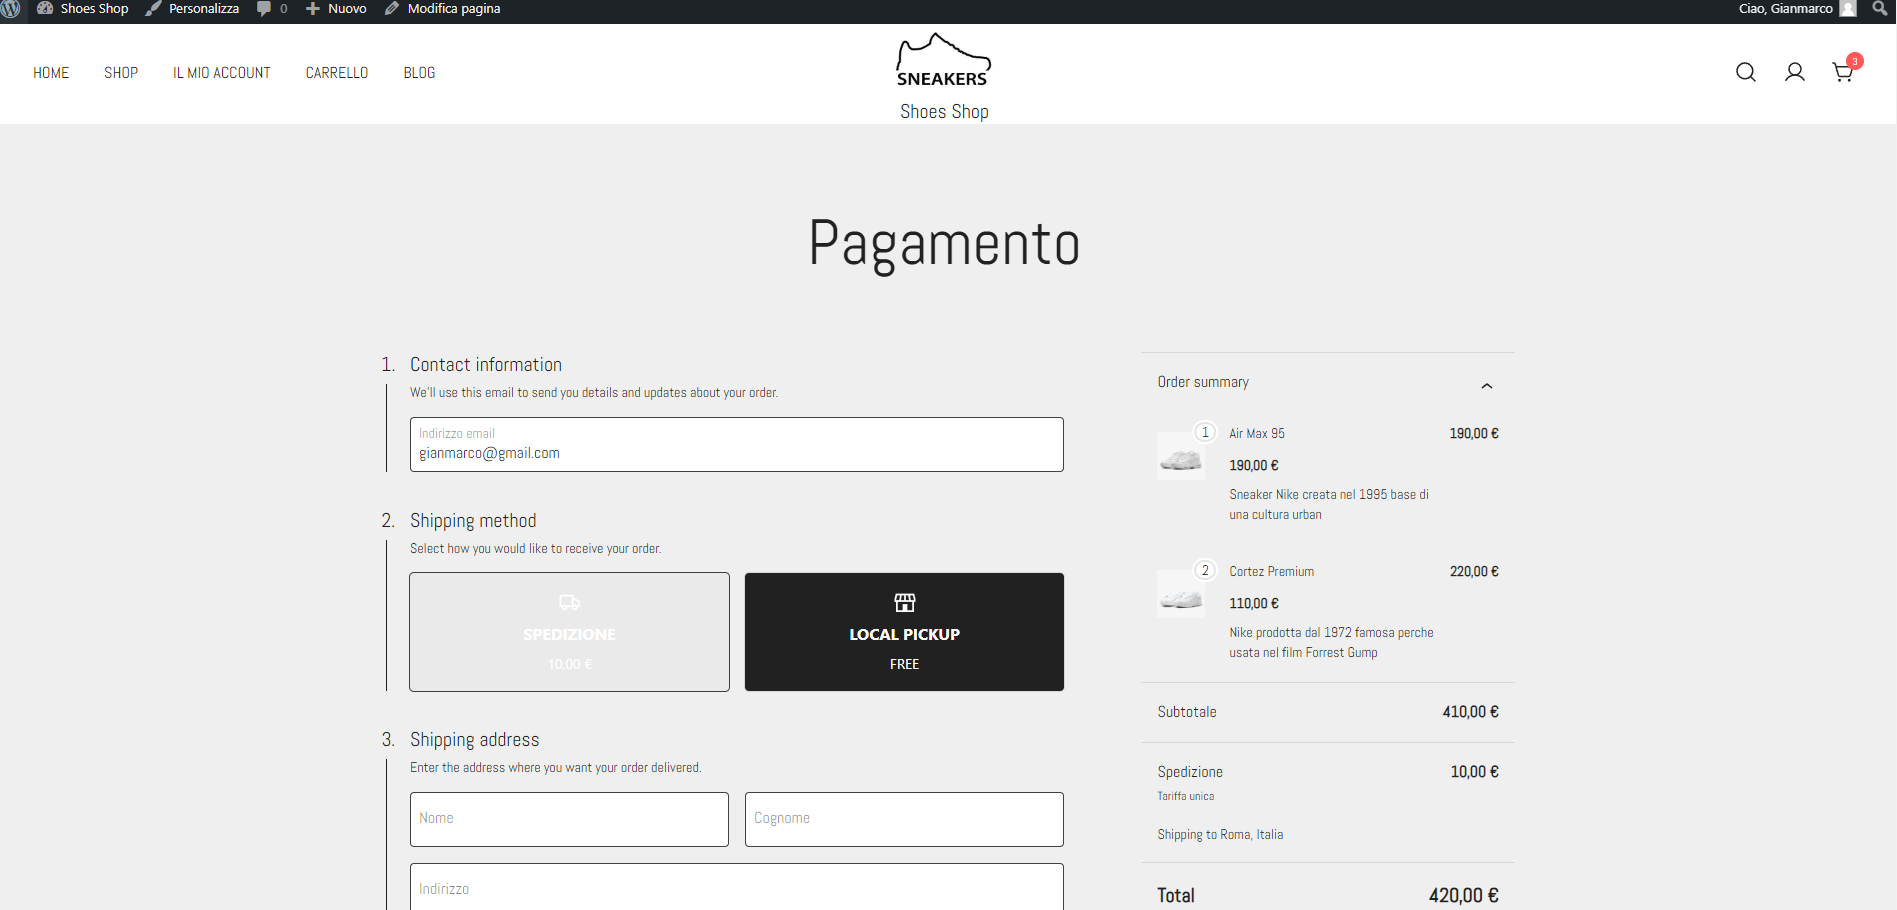 Shoes Shop Personalizza 0 Nuovo Modifica pagina Ciao, Gianmarco
HOME SHOP IL MIO ACCOUNT CARRELLO BLOG
SNEAKERS
Shoes Shop
3
Pagamento
1. Contact information
We'll use this email to send you details and updates about your order.
Indirizzo email
gianmarco@gmail.com
2. Shipping method
Select how you would like to receive your order.
SPEDIZIONE
10,00 €
LOCAL PICKUP
FREE
3. Shipping address
Enter the address where you want your order delivered.
Nome
Cognome
Indirizzo
Order summary
1 Air Max 95 190,00 €
190,00 €
Sneaker Nike creata nel 1995 base di
una cultura urban
2 Cortez Premium 220,00 €
110,00 €
Nike prodotta dal 1972 famosa perche
usata nel film Forrest Gump
Subtotale 410,00 €
Spedizione 10,00 €
Tariffa unica
Shipping to Roma, Italia
Total 420,00 €